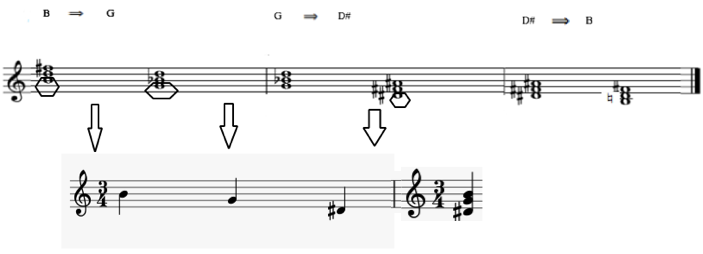 B ⇒ G G ⇒ D# D# ⇒ B
3 4 3 4